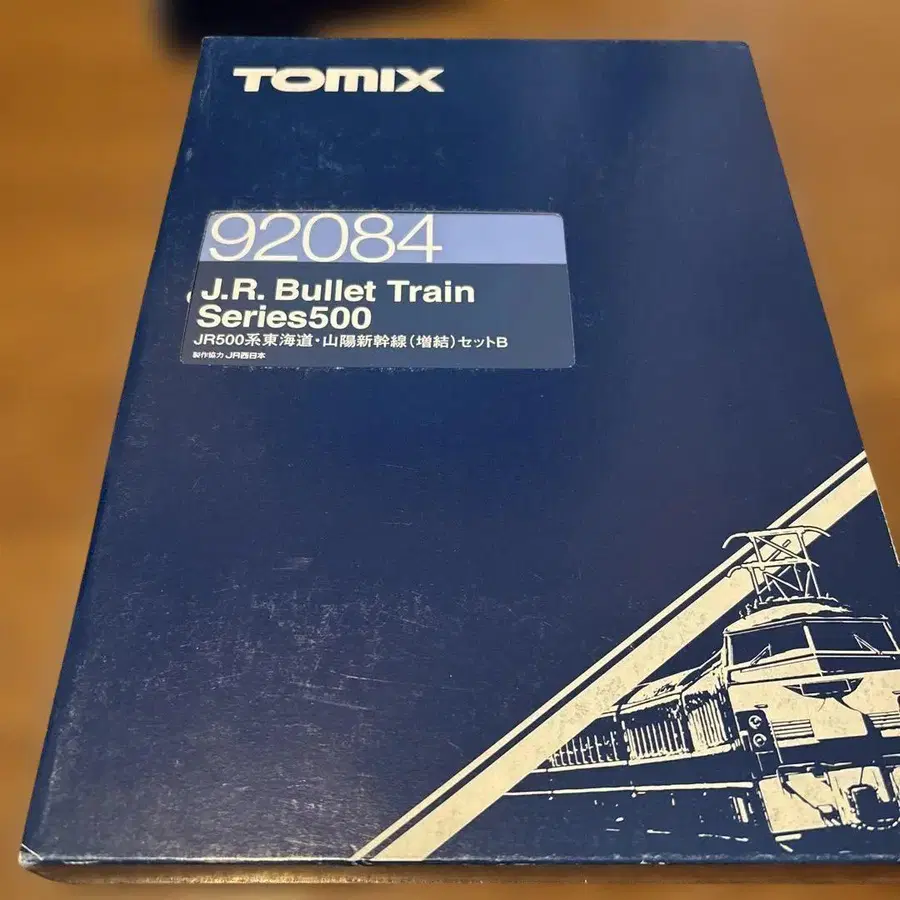 TOMIX
92084
J.R. Bullet Train
Series500
JR500系東海道・山陽新幹線(増結)セットB
製作協力 JR西日本